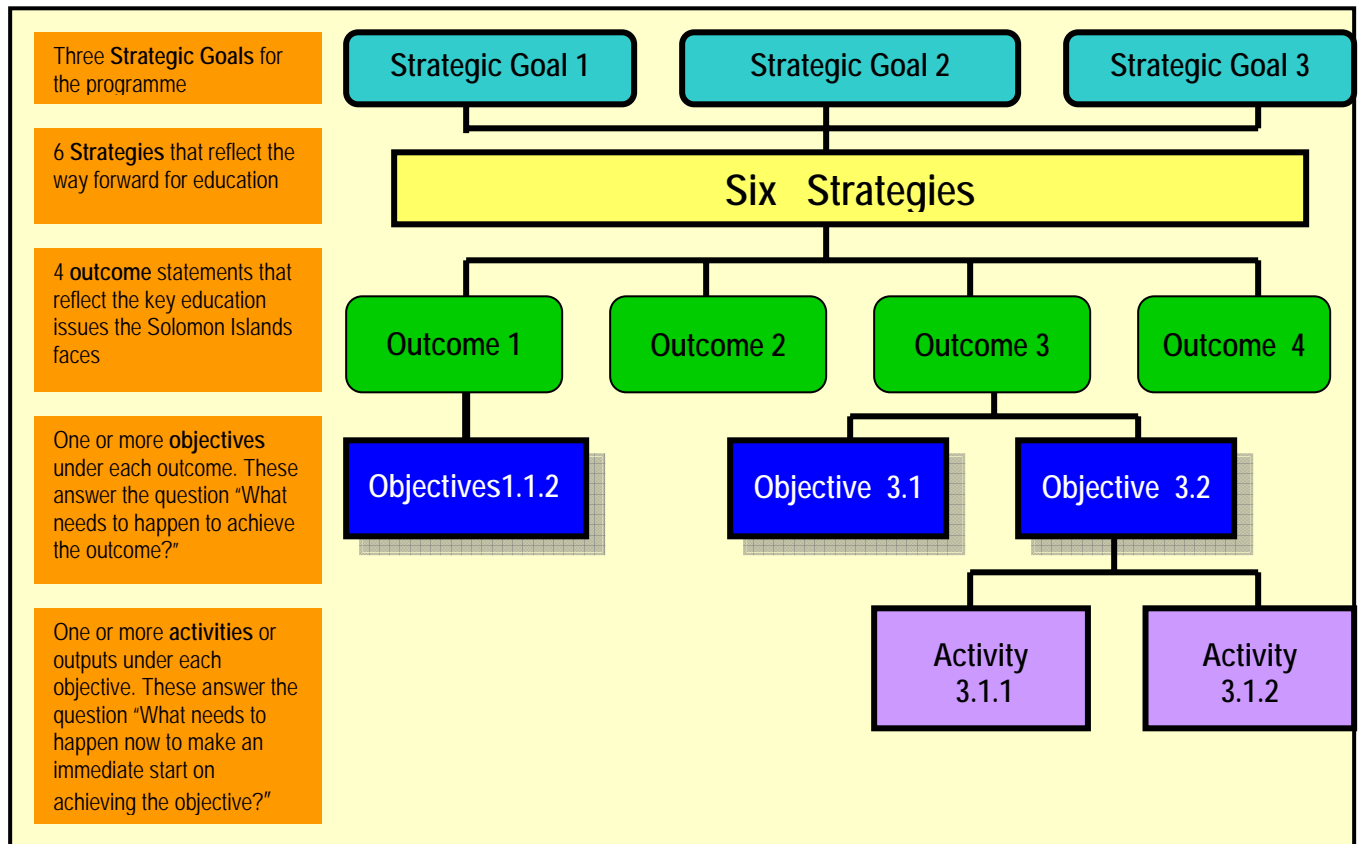 Three Strategic Goals for
the programme
Strategic Goal 1
Strategic Goal 2
Strategic Goal 3
6 Strategies that reflect the
way forward for education
Six Strategies
4 outcome statements that
reflect the key education
issues the Solomon Islands
faces
Outcome 1
Outcome 2
Outcome 3
Outcome 4
One or more objectives
under each outcome. These
answer the question “What
needs to happen to achieve
the outcome?”
Objectives1.1.2
Objective 3.1
Objective 3.2
One or more activities or
outputs under each
objective. These answer the
question “What needs to
happen now to make an
immediate start on
achieving the objective?”
Activity
3.1.1
Activity
3.1.2